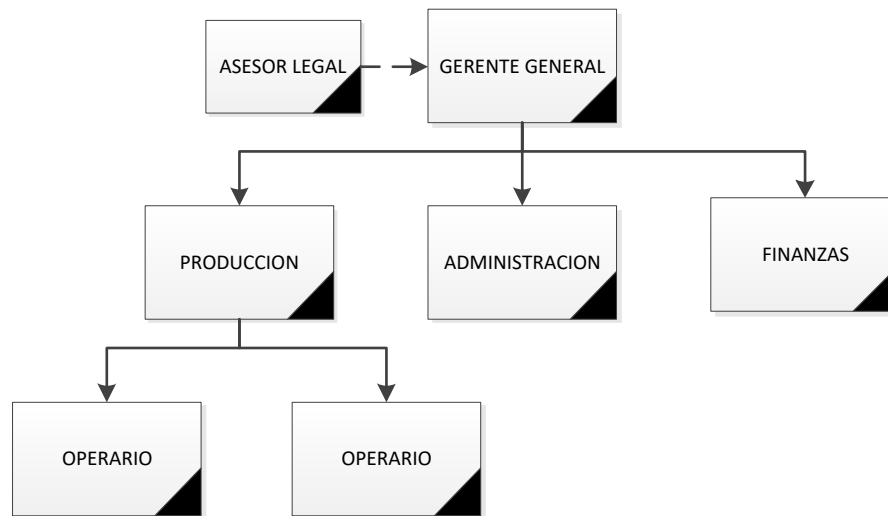 ASESOR LEGAL
GERENTE GENERAL
PRODUCCION
ADMINISTRACION
FINANZAS
OPERARIO
OPERARIO